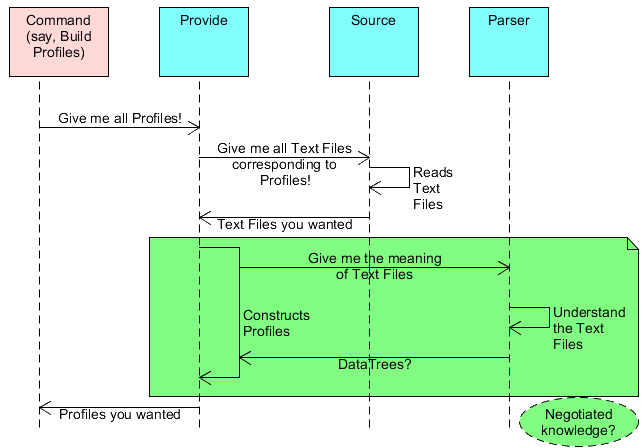 Command
(say, Build
Profiles)
Provide
Source
Parser
Give me all Profiles!
Give me all Text Files
corresponding to
Profiles!
Reads
Text
Files
Text Files you wanted
Give me the meaning
of Text Files
Constructs
Profiles
Understand
the Text
Files
DataTrees?
Profiles you wanted
Negotiated
knowledge?